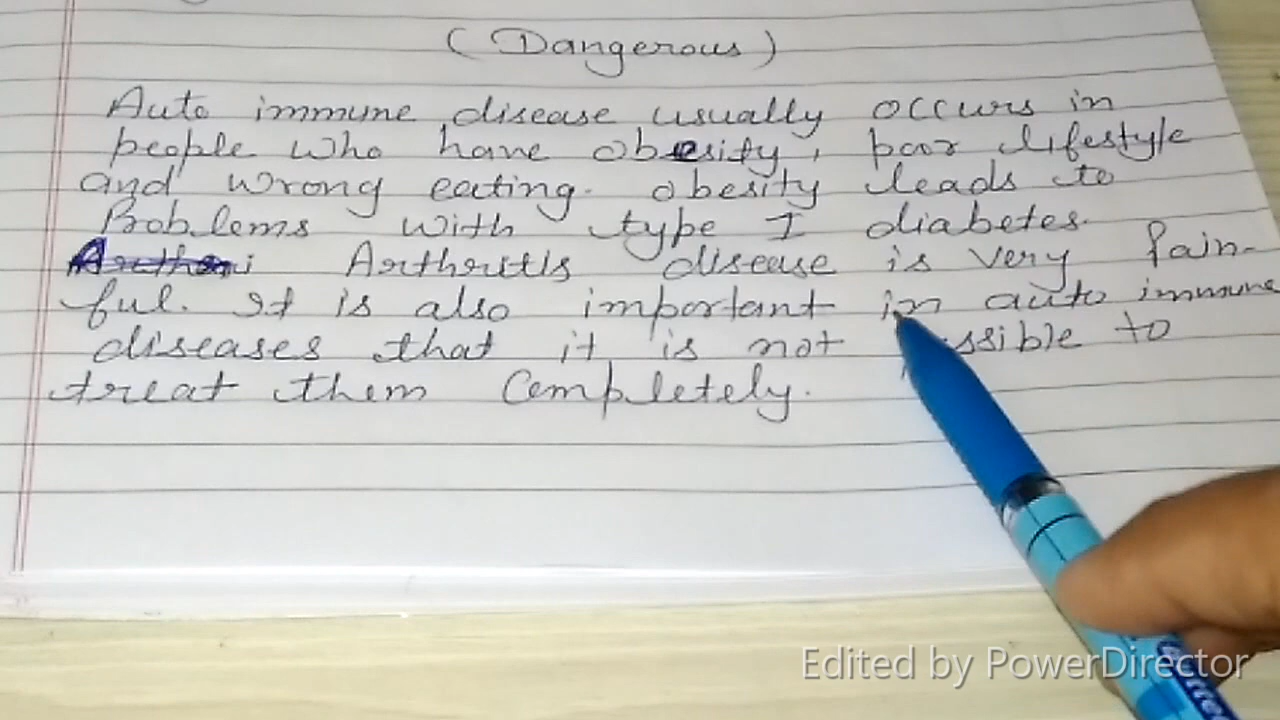 (Dangerous)
Auto immune disease usually occurs in
people who have obesity, poor lifestyle
and wrong eating. obesity leads to
Problems with type I diabetes.
Arthritis disease is very Pain-
ful. It is also important in auto immune
diseases that it is not ssible to
treat them Completely.
Edited by PowerDirector